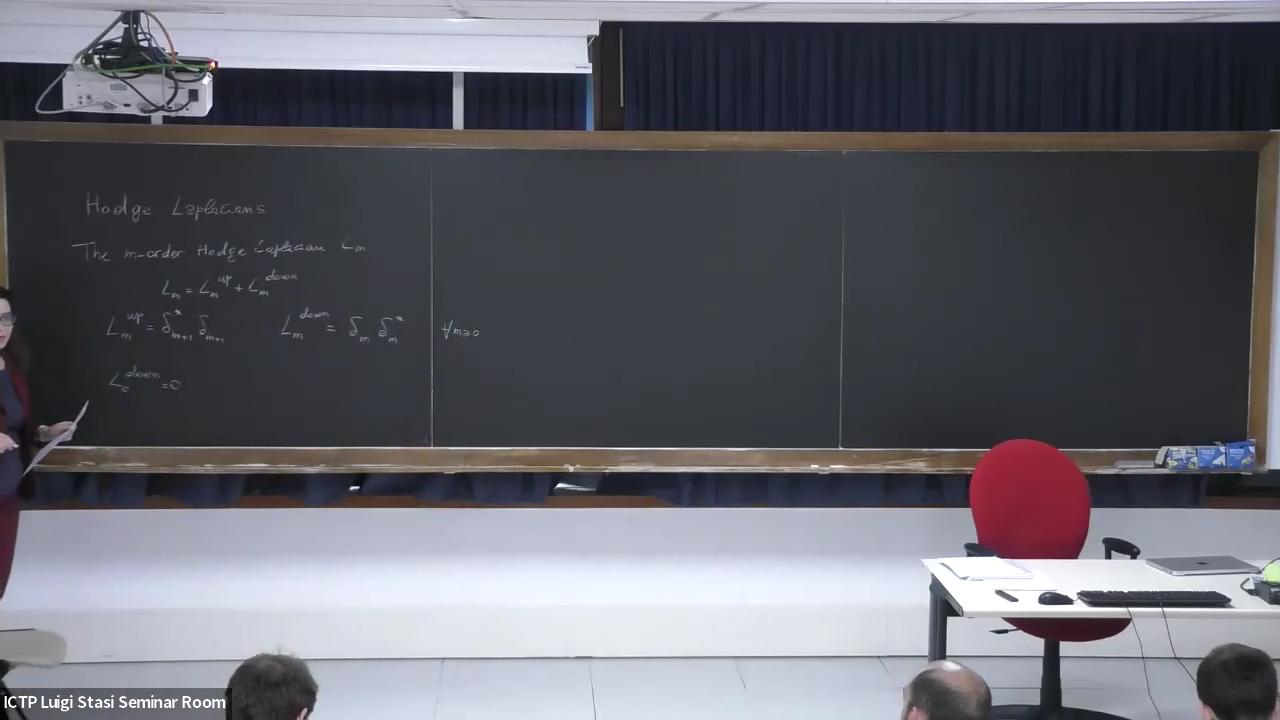 Hodge Laplacians
The m-order Hodge Laplacian L_m
L_m = L_m^up + L_m^down
L_m^up = δ*_{m+1} δ_{m+1}    L_m^down = δ_m δ_m^*    ∀m≥0
L_0^down = 0
ICTP Luigi Stasi Seminar Room